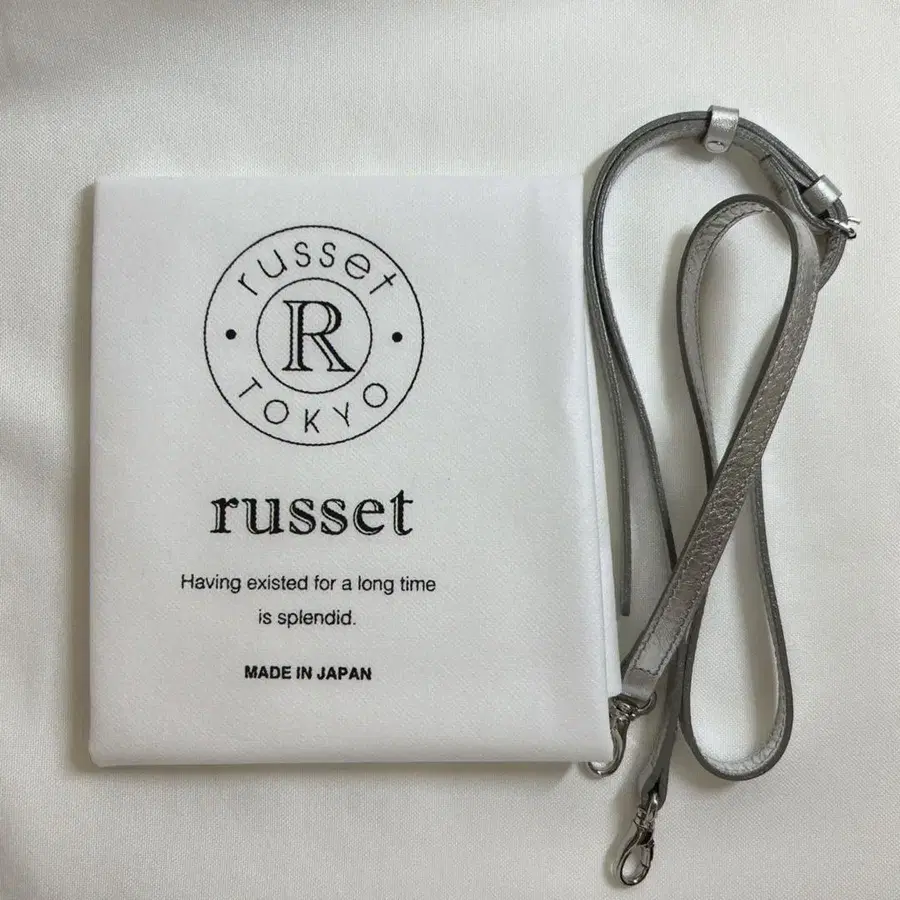 russet
R
TOKYO
russet
Having existed for a long time
is splendid.
MADE IN JAPAN